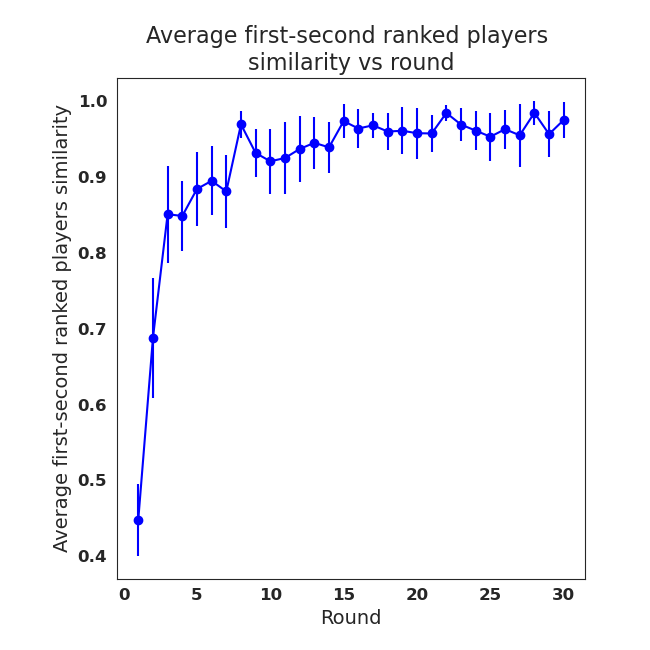 Average first-second ranked players
similarity vs round
Average first-second ranked players similarity
1.0
0.9
0.8
0.7
0.6
0.5
0.4
0 5 10 15 20 25 30
Round